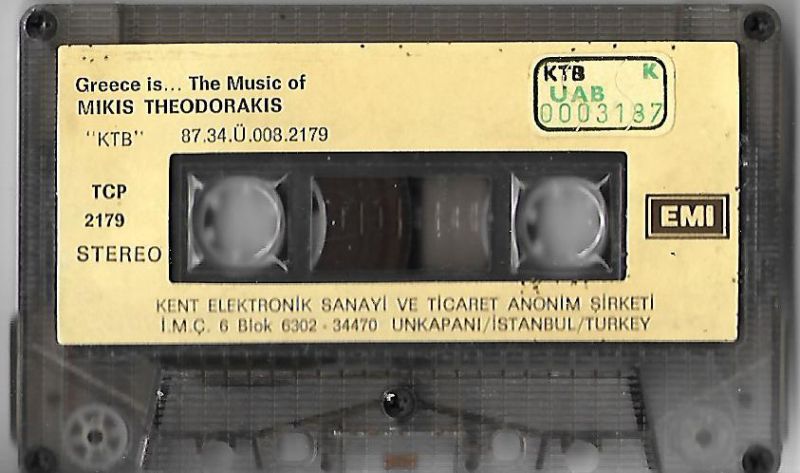 Greece is... The Music of
MIKIS THEODORAKIS
"KTB" 87.34.Ü.008.2179
KTB K
UAB
0003187
TCP
2179
STEREO
EMI
KENT ELEKTRONİK SANAYİ VE TİCARET ANONİM ŞİRKETİ
İ.M.Ç. 6 Blok 6302 - 34470 UNKAPANI/İSTANBUL/TURKEY